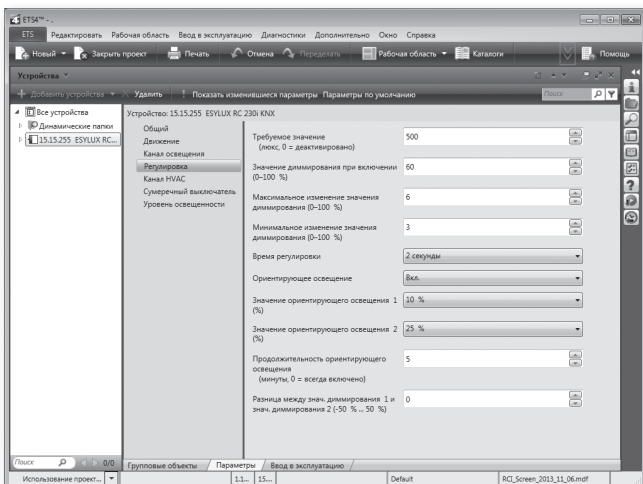 ETS4™ - .
ETS Редактировать Рабочая область Ввод в эксплуатацию Диагностики Дополнительно Окно Справка
Новый Закрыть проект Печать Отмена Переделать Рабочая область Каталоги Помощь
Устройства
Добавить устройства Удалить Показать изменившиеся параметры Параметры по умолчанию Поиск
Все устройства
Динамические папки
15.15.255 ESYLUX RC...
Устройство: 15.15.255 ESYLUX RC 230i KNX
Общий
Движение
Канал освещения
Регулировка
Канал HVAC
Сумеречный выключатель
Уровень освещенности
Требуемое значение
(люкс, 0 = деактивировано)
500
Значение диммирования при включении
(0–100 %)
60
Максимальное изменение значения
диммирования (0–100 %)
6
Минимальное изменение значения
диммирования (0–100 %)
3
Время регулировки
2 секунды
Ориентирующее освещение
Вкл.
Значение ориентирующего освещения 1
(%)
10 %
Значение ориентирующего освещения 2
(%)
25 %
Продолжительность ориентирующего
освещения
(минуты, 0 = всегда включено)
5
Разница между знач. диммирования 1 и
знач. диммирования 2 (-50 % ... 50 %)
0
Поиск 0/0
Групповые объекты Параметры Ввод в эксплуатацию
Использование проект... 1.1... 15.... Default RCI_Screen_2013_11_06.mdf